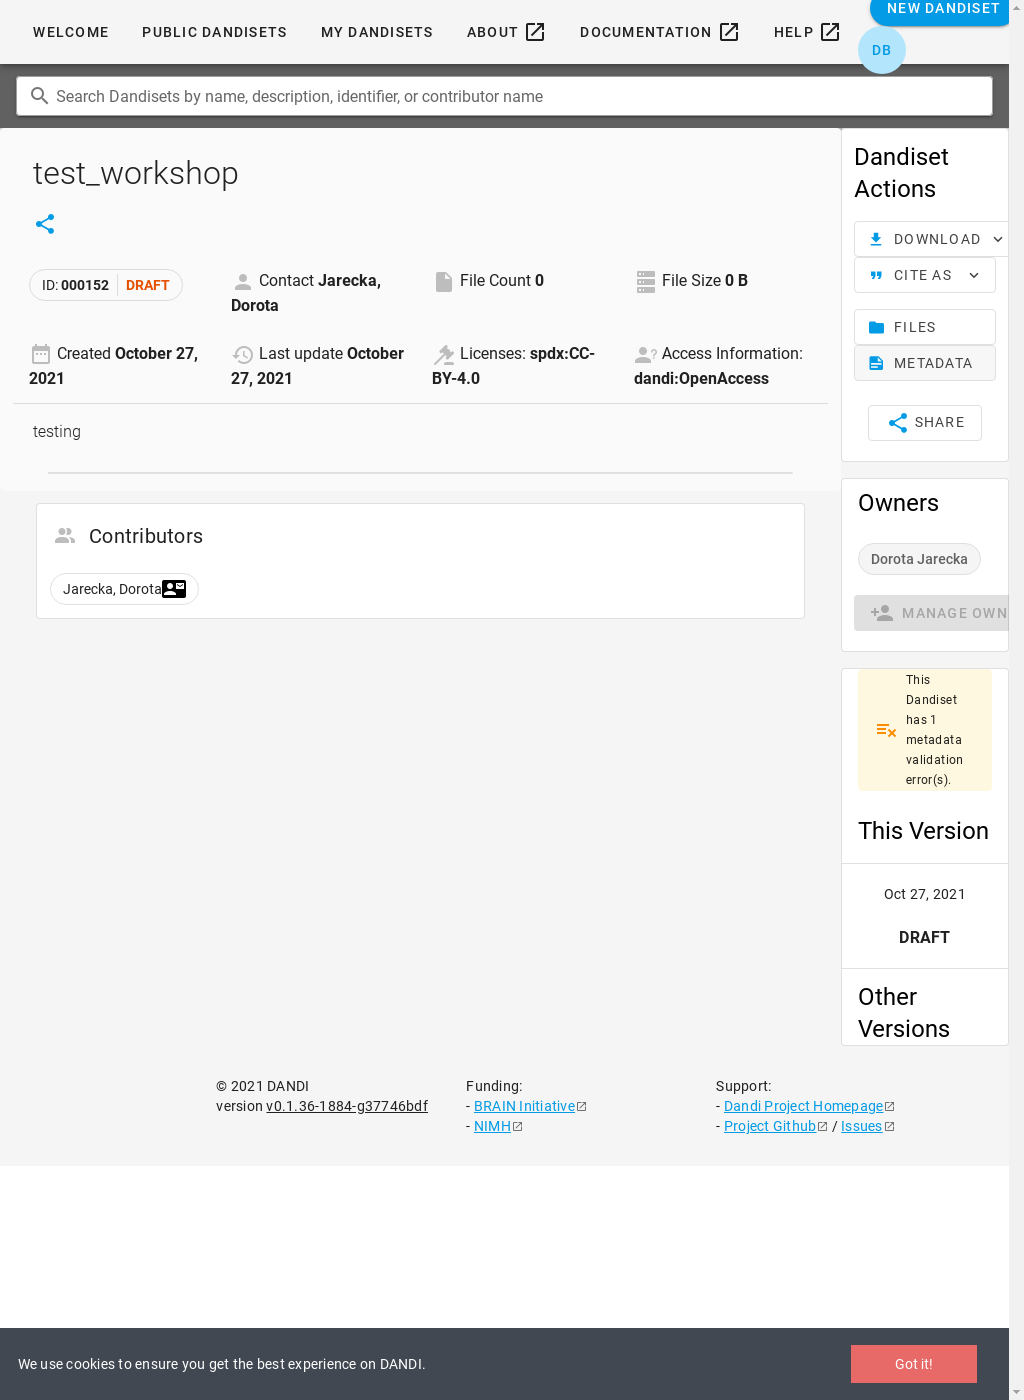 WELCOME PUBLIC DANDISETS MY DANDISETS ABOUT DOCUMENTATION HELP NEW DANDISET
DB
Search Dandisets by name, description, identifier, or contributor name
test_workshop
ID: 000152 DRAFT
Contact Jarecka,
Dorota
File Count 0
File Size 0 B
Created October 27,
2021
Last update October
27, 2021
Licenses: spdx:CC-
BY-4.0
Access Information:
dandi:OpenAccess
testing
Contributors
Jarecka, Dorota
Dandiset
Actions
DOWNLOAD
CITE AS
FILES
METADATA
SHARE
Owners
Dorota Jarecka
MANAGE OWN
This
Dandiset
has 1
metadata
validation
error(s).
This Version
Oct 27, 2021
DRAFT
Other
Versions
© 2021 DANDI
version v0.1.36-1884-g37746bdf
Funding:
- BRAIN Initiative
- NIMH
Support:
- Dandi Project Homepage
- Project Github / Issues
We use cookies to ensure you get the best experience on DANDI.
Got it!